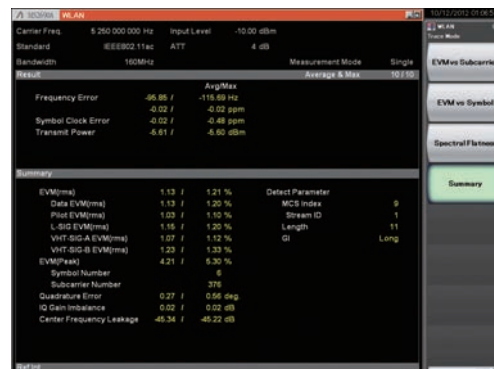 WLAN 10/12/2012
Carrier Freq. 5 250 000 000 Hz Input Level -10.00 dBm
Standard IEEE802.11ac ATT 4 dB
Bandwidth 160MHz Measurement Mode Single
Result Average & Max 10 / 10
Avg/Max
Frequency Error -95.85 / -115.69 Hz
-0.02 / -0.02 ppm
Symbol Clock Error -0.02 / -0.48 ppm
Transmit Power -5.61 / -5.60 dBm
Summary
EVM(rms) 1.13 / 1.21 % Detect Parameter
Data EVM(rms) 1.13 / 1.20 % MCS Index 9
Pilot EVM(rms) 1.03 / 1.10 % Stream ID 1
L-SIG EVM(rms) 1.15 / 1.20 % Length 11
VHT-SIG-A EVM(rms) 1.07 / 1.12 % GI Long
VHT-SIG-B EVM(rms) 1.23 / 1.33 %
EVM(Peak) 4.21 / 5.30 %
Symbol Number 6
Subcarrier Number 376
Quadrature Error 0.27 / 0.56 deg.
IQ Gain Imbalance 0.02 / 0.02 dB
Center Frequency Leakage -45.34 / -45.22 dB
Ref.Int
WLAN
Trace Mode
EVM vs Subcarrie
EVM vs Symbol
Spectral Flatness
Summary